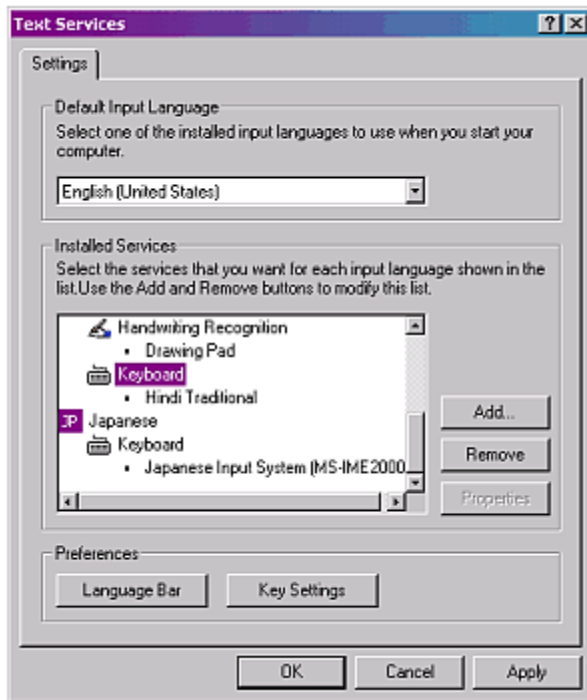 Text Services
Settings
Default Input Language
Select one of the installed input languages to use when you start your
computer.
English (United States)
Installed Services
Select the services that you want for each input language shown in the
list.Use the Add and Remove buttons to modify this list.
Handwriting Recognition
Drawing Pad
Keyboard
Hindi Traditional
JP Japanese
Keyboard
Japanese Input System (MS-IME2000
Add...
Remove
Properties
Preferences
Language Bar
Key Settings
OK
Cancel
Apply